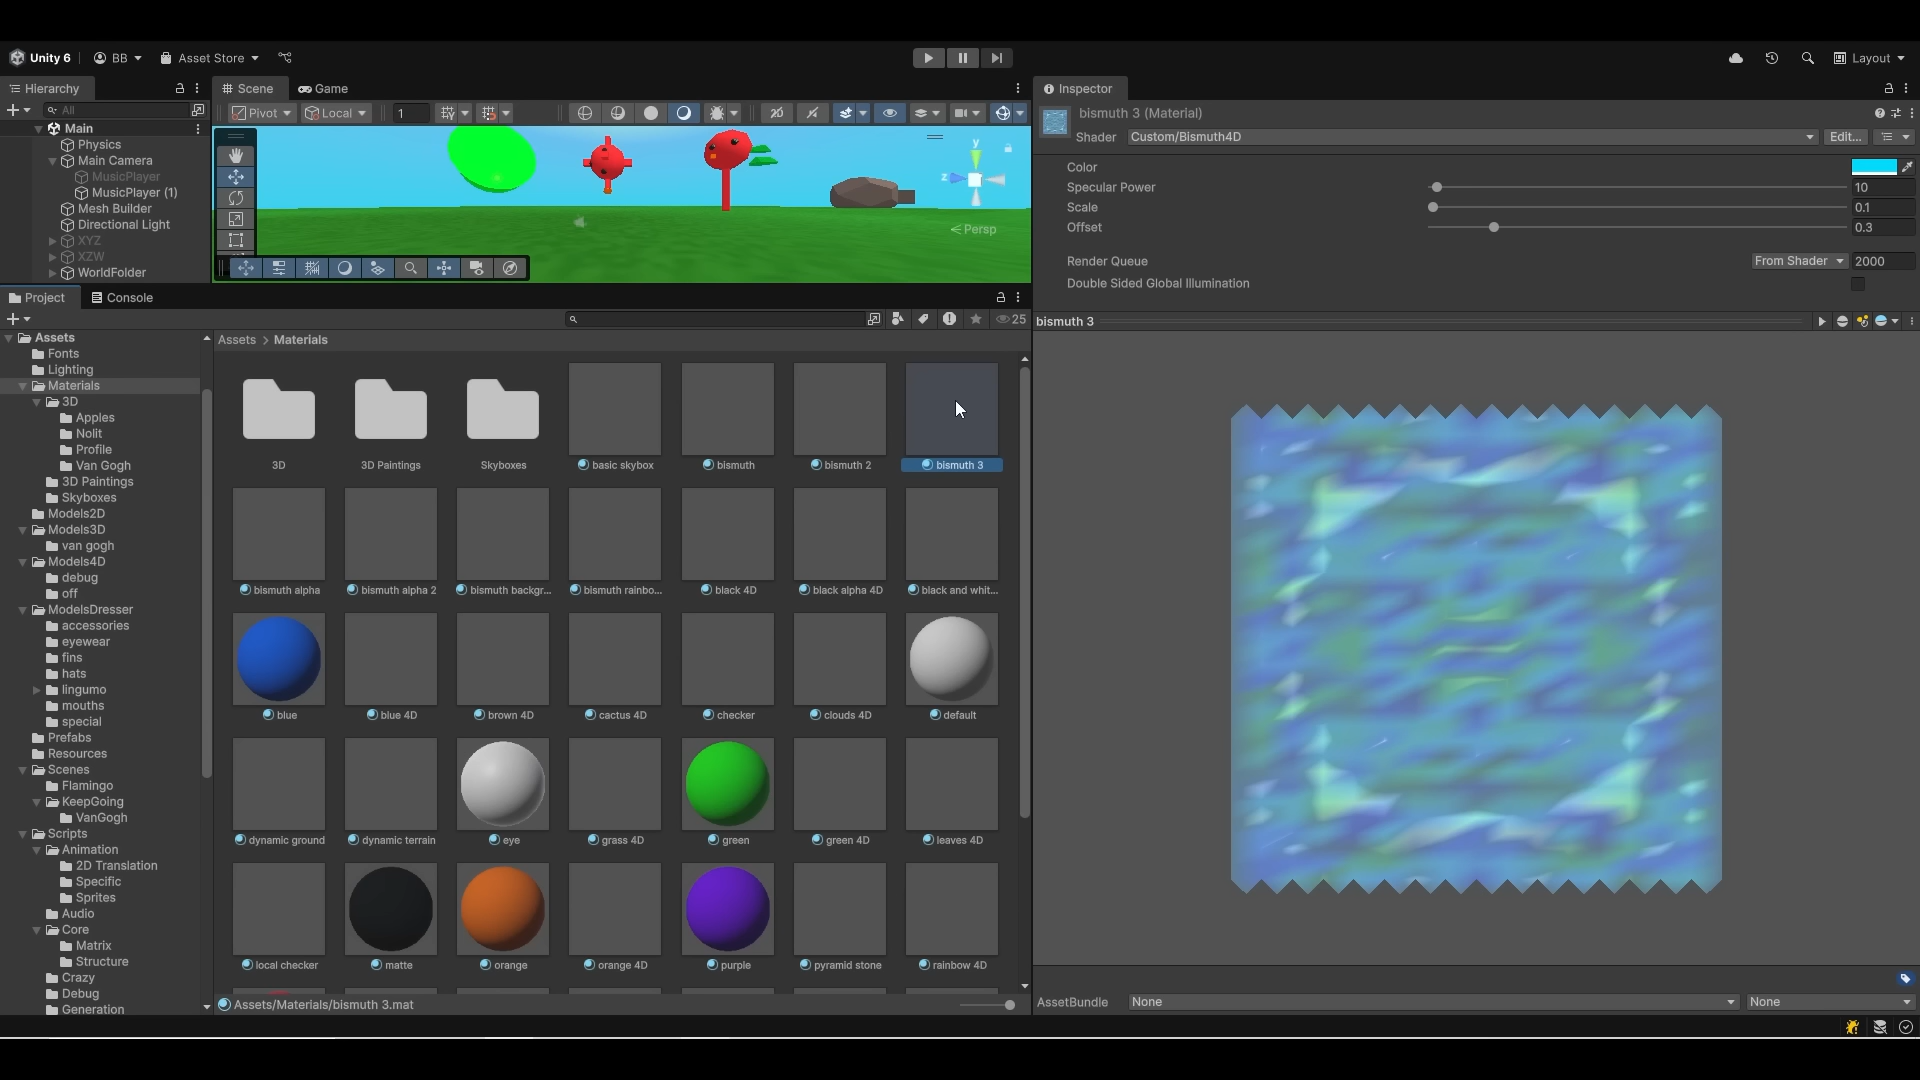 Unity 6 BB Asset Store Layout
Hierarchy
All
Main
Physics
Main Camera
MusicPlayer
MusicPlayer (1)
Mesh Builder
Directional Light
XYZ
XZW
WorldFolder
Scene Game
Pivot Local 1 2D
y
z
Persp
Inspector
bismuth 3 (Material)
Shader Custom/Bismuth4D Edit...
Color
Specular Power 10
Scale 0.1
Offset 0.3
Render Queue From Shader 2000
Double Sided Global Illumination
bismuth 3
AssetBundle None None
Project Console
25
Assets
Fonts
Lighting
Materials
3D
Apples
Nolit
Profile
Van Gogh
3D Paintings
Skyboxes
Models2D
Models3D
van gogh
Models4D
debug
off
ModelsDresser
accessories
eyewear
fins
hats
lingumo
mouths
special
Prefabs
Resources
Scenes
Flamingo
KeepGoing
VanGogh
Scripts
Animation
2D Translation
Specific
Sprites
Audio
Core
Matrix
Structure
Crazy
Debug
Generation
Assets > Materials
3D 3D Paintings Skyboxes basic skybox bismuth bismuth 2 bismuth 3
bismuth alpha bismuth alpha 2 bismuth backgr... bismuth rainbo... black 4D black alpha 4D black and whit...
blue blue 4D brown 4D cactus 4D checker clouds 4D default
dynamic ground dynamic terrain eye grass 4D green green 4D leaves 4D
local checker matte orange orange 4D purple pyramid stone rainbow 4D
Assets/Materials/bismuth 3.mat